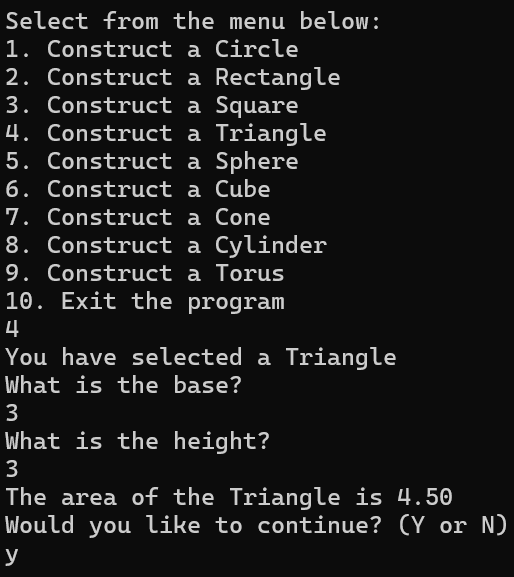 Select from the menu below:
1. Construct a Circle
2. Construct a Rectangle
3. Construct a Square
4. Construct a Triangle
5. Construct a Sphere
6. Construct a Cube
7. Construct a Cone
8. Construct a Cylinder
9. Construct a Torus
10. Exit the program
4
You have selected a Triangle
What is the base?
3
What is the height?
3
The area of the Triangle is 4.50
Would you like to continue? (Y or N)
y